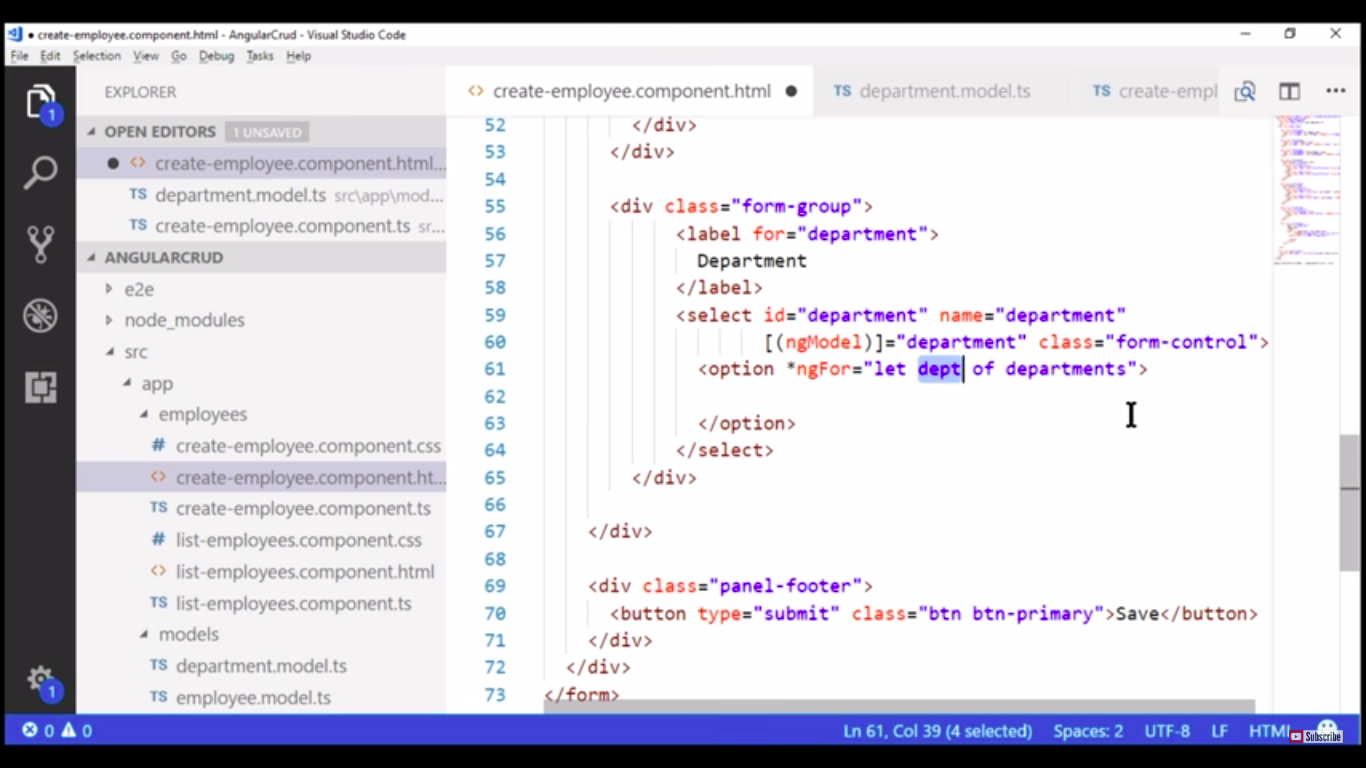 create-employee.component.html - AngularCrud - Visual Studio Code
File Edit Selection View Go Debug Tasks Help
EXPLORER
OPEN EDITORS 1 UNSAVED
create-employee.component.html...
TS department.model.ts src\app\mod...
TS create-employee.component.ts sr...
ANGULARCRUD
e2e
node_modules
src
app
employees
# create-employee.component.css
<> create-employee.component.ht...
TS create-employee.component.ts
# list-employees.component.css
<> list-employees.component.html
TS list-employees.component.ts
models
TS department.model.ts
TS employee.model.ts
1
1
<> create-employee.component.html
TS department.model.ts
TS create-empl
52 </div>
53 </div>
54
55 <div class="form-group">
56 <label for="department">
57 Department
58 </label>
59 <select id="department" name="department"
60 [(ngModel)]="department" class="form-control">
61 <option *ngFor="let dept of departments">
62
63 </option>
64 </select>
65 </div>
66
67 </div>
68
69 <div class="panel-footer">
70 <button type="submit" class="btn btn-primary">Save</button>
71 </div>
72 </div>
73 </form>
0 0 Ln 61, Col 39 (4 selected) Spaces: 2 UTF-8 LF HTML
Subscribe